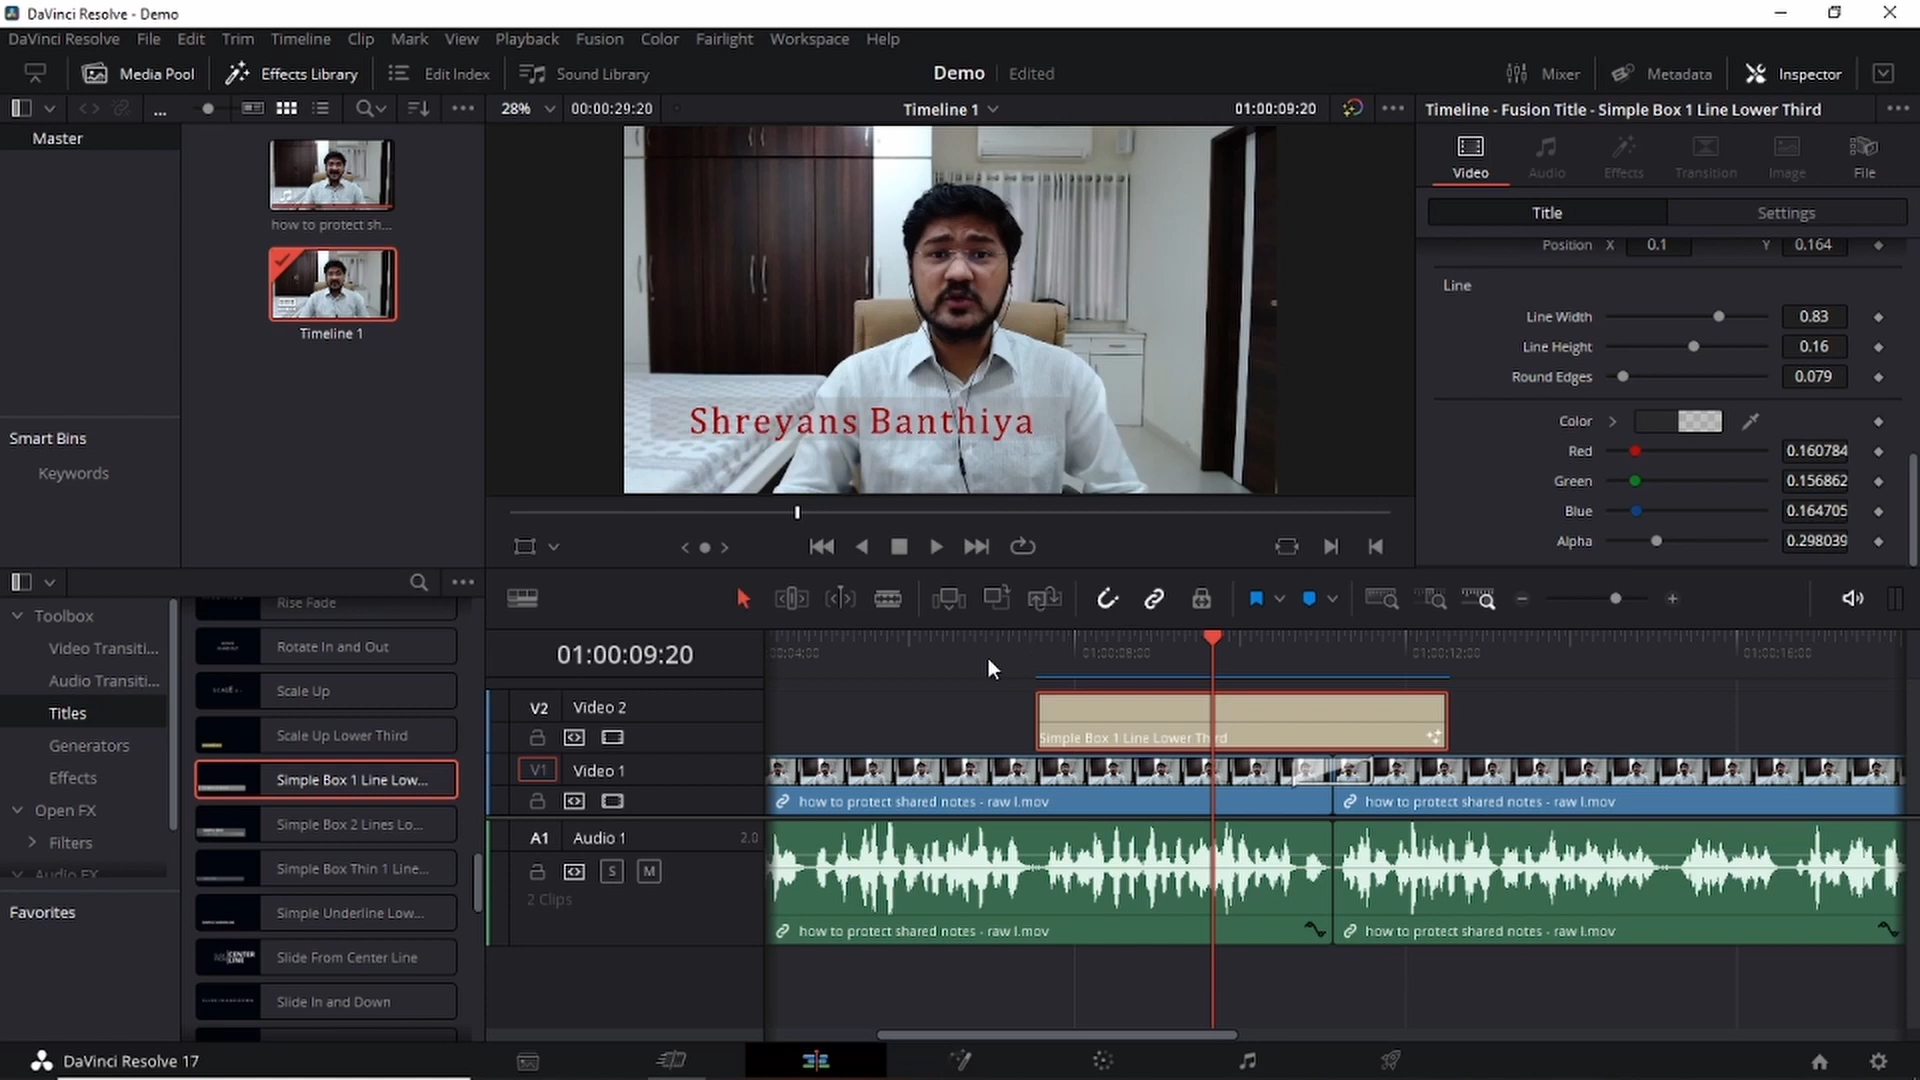 DaVinci Resolve - Demo
DaVinci Resolve File Edit Trim Timeline Clip Mark View Playback Fusion Color Fairlight Workspace Help
Media Pool Effects Library Edit Index Sound Library Demo Edited Mixer Metadata Inspector
... 28% 00:00:29:20 Timeline 1 01:00:09:20 Timeline - Fusion Title - Simple Box 1 Line Lower Third
Master
how to protect sh...
Timeline 1
Smart Bins
Keywords
Shreyans Banthiya
Video Audio Effects Transition Image File
Title Settings
Position X 0.1 Y 0.164
Line
Line Width 0.83
Line Height 0.16
Round Edges 0.079
Color
Red 0.160784
Green 0.156862
Blue 0.164705
Alpha 0.298039
Toolbox
Video Transiti...
Audio Transiti...
Titles
Generators
Effects
Open FX
Filters
Audio FX
Favorites
Rise Fade
Rotate In and Out
Scale Up
Scale Up Lower Third
Simple Box 1 Line Low...
Simple Box 2 Lines Lo...
Simple Box Thin 1 Line...
Simple Underline Low...
Slide From Center Line
Slide In and Down
01:00:09:20
00:04:00 01:00:08:00 01:00:12:00 01:00:16:00
V2 Video 2
Simple Box 1 Line Lower Third
V1 Video 1
how to protect shared notes - raw I.mov how to protect shared notes - raw I.mov
A1 Audio 1 2.0
S M
2 Clips
how to protect shared notes - raw I.mov how to protect shared notes - raw I.mov
DaVinci Resolve 17